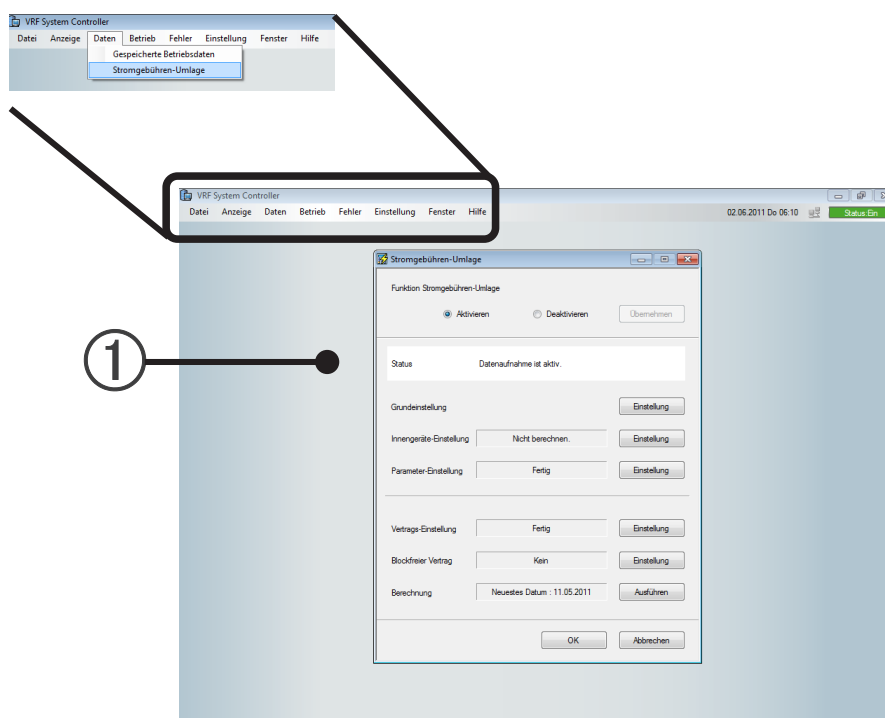 VRF System Controller
Datei Anzeige Daten Betrieb Fehler Einstellung Fenster Hilfe
Gespeicherte Betriebsdaten
Stromgebühren-Umlage
VRF System Controller
Datei Anzeige Daten Betrieb Fehler Einstellung Fenster Hilfe
02.06.2011 Do 06:10 Status:Ein
Stromgebühren-Umlage
Funktion Stromgebühren-Umlage
Aktivieren Deaktivieren Übernehmen
①
Status Datenaufnahme ist aktiv.
Grundeinstellung Einstellung
Innengeräte-Einstellung Nicht berechnen. Einstellung
Parameter-Einstellung Fertig Einstellung
Vertrags-Einstellung Fertig Einstellung
Blockfreier Vertrag Kein Einstellung
Berechnung Neuestes Datum : 11.05.2011 Ausführen
OK Abbrechen